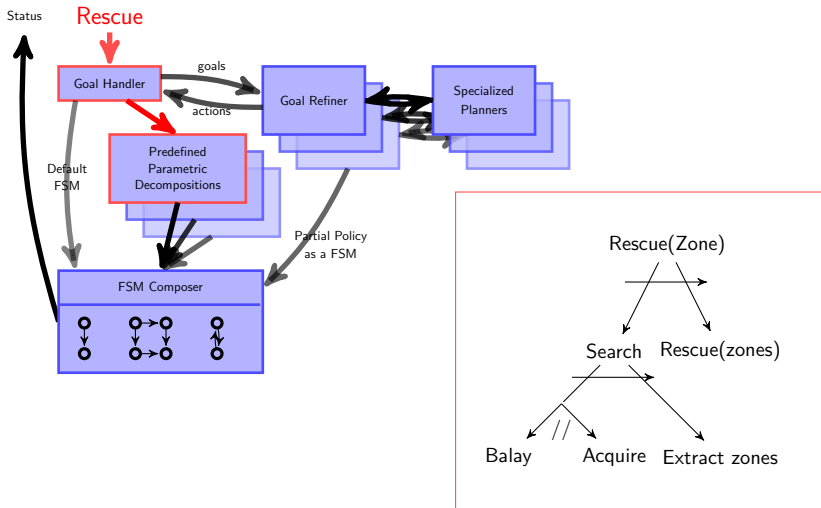 Status
Rescue
Goal Handler
goals
actions
Goal Refiner
Specialized
Planners
Predefined
Parametric
Decompositions
Default
FSM
Partial Policy
as a FSM
FSM Composer
Rescue(Zone)
Search
Rescue(zones)
//
Balay
Acquire
Extract zones